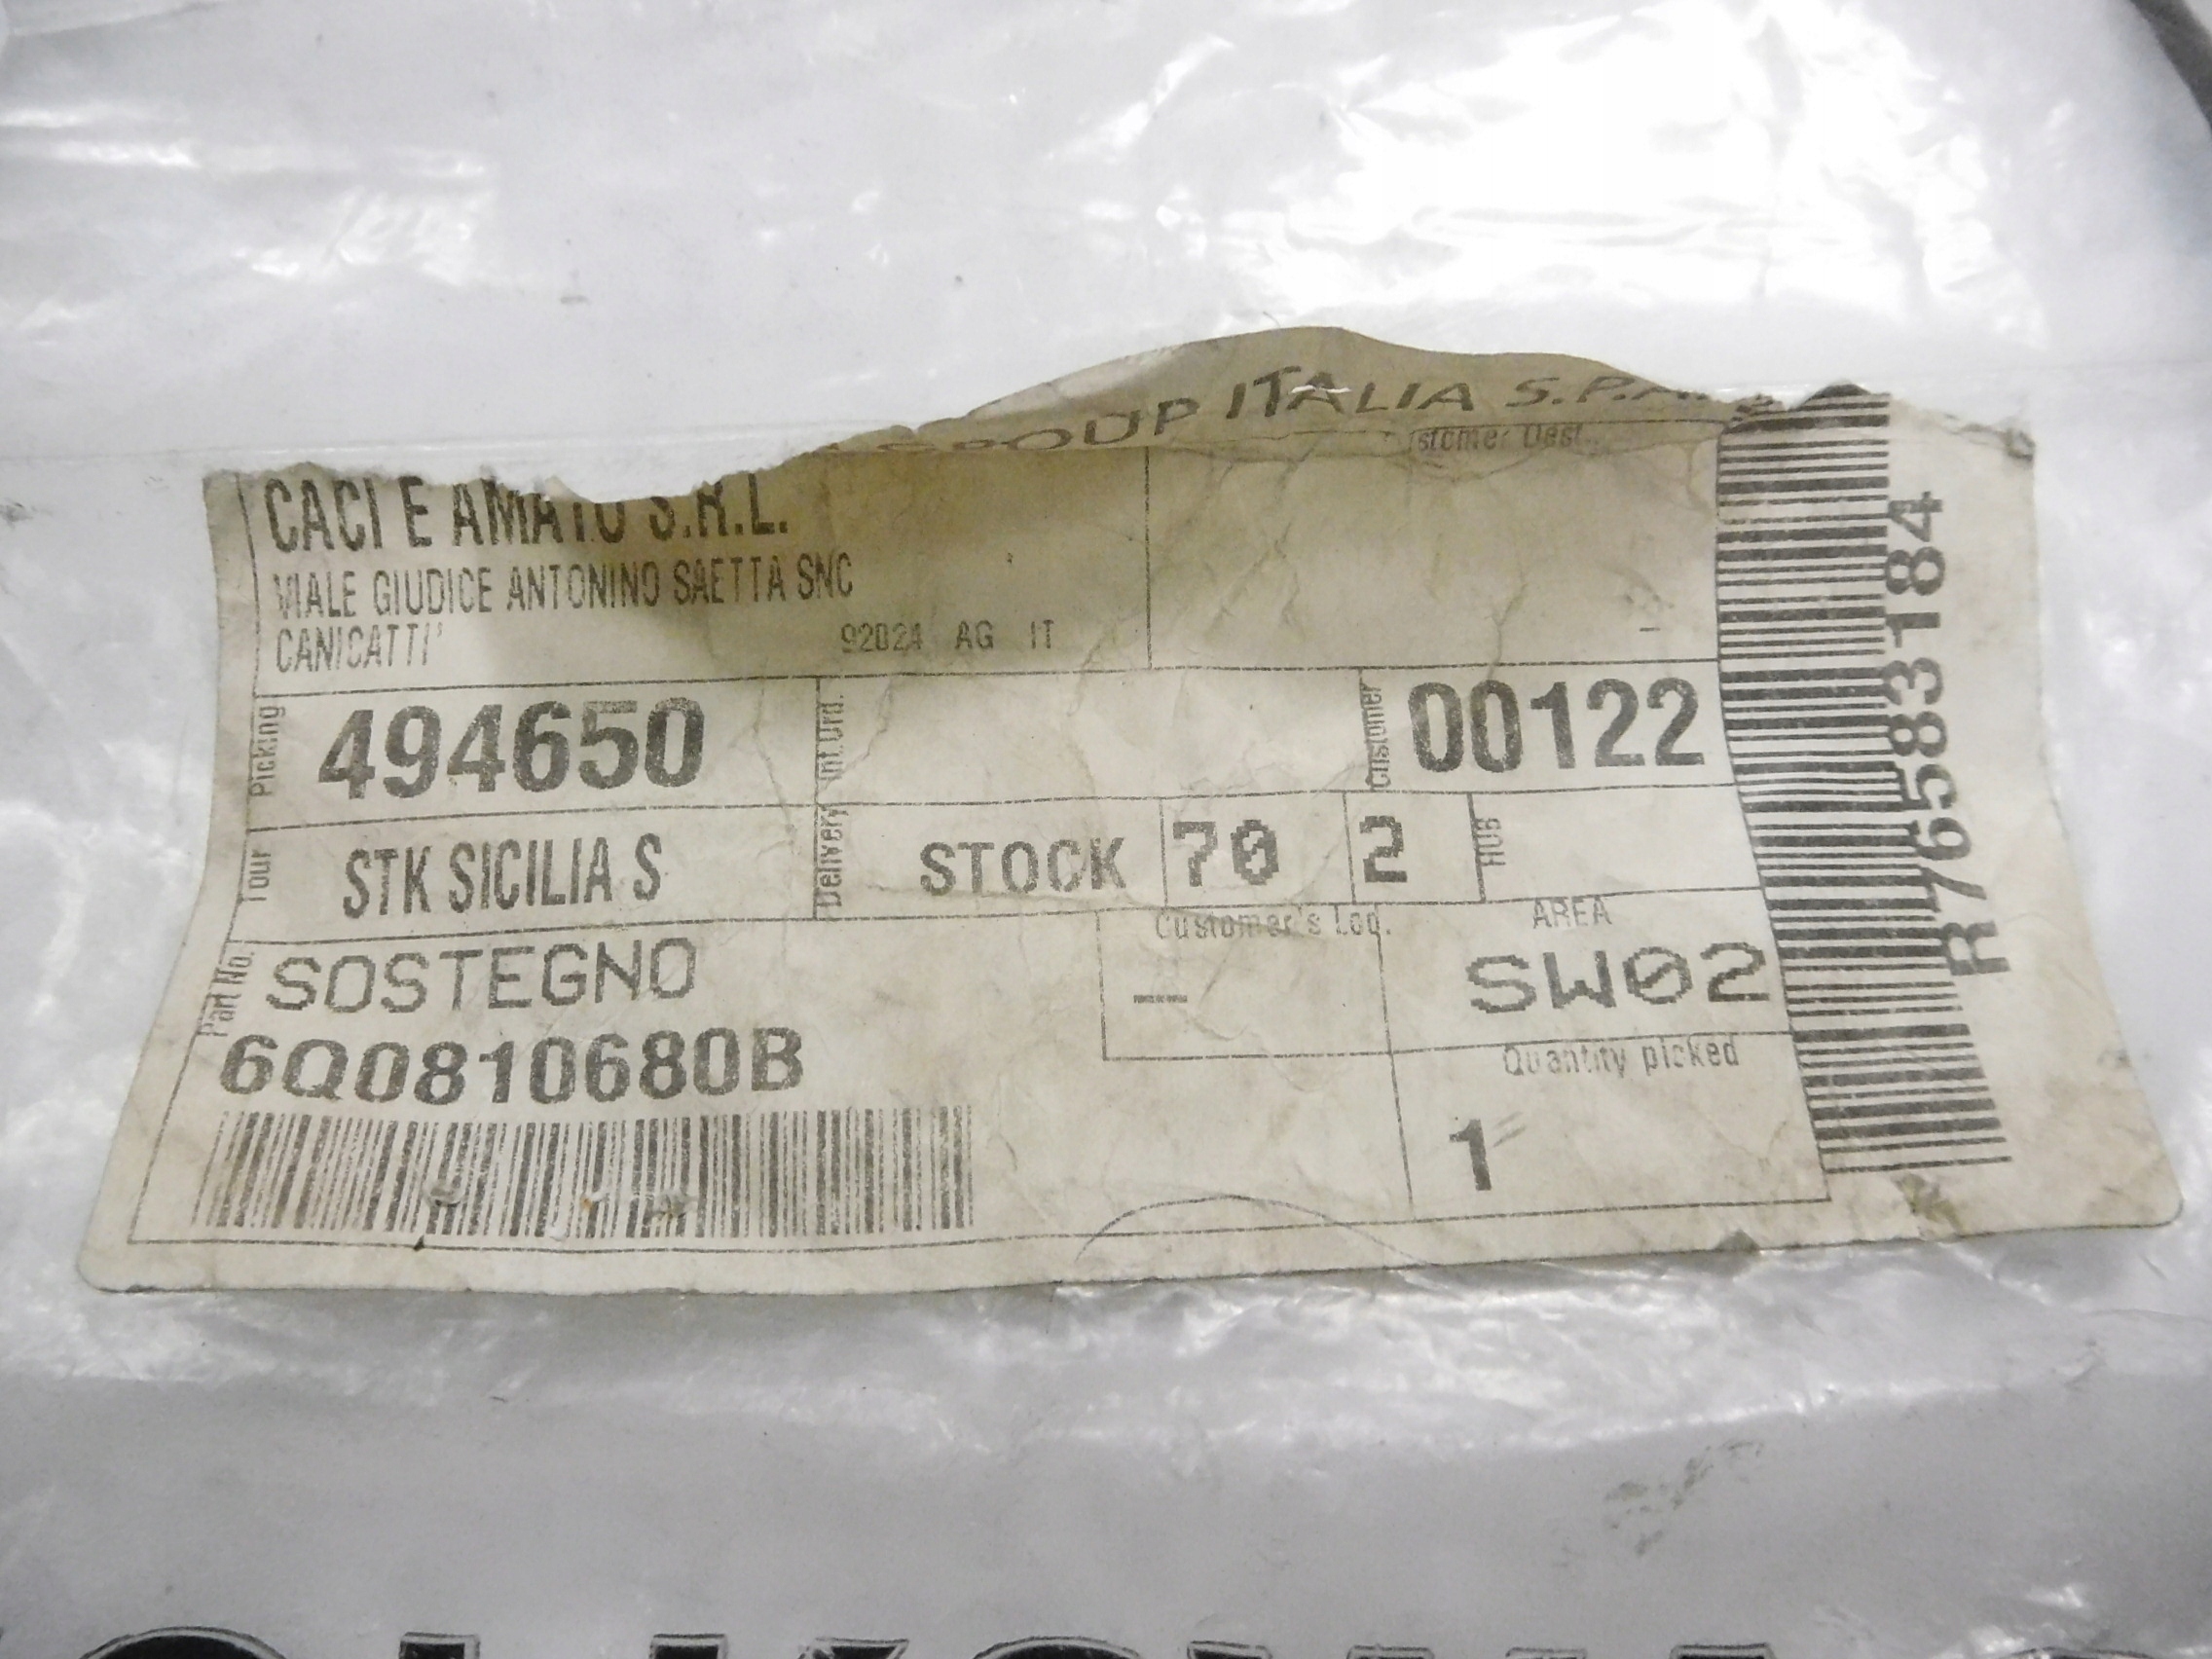 GROUP ITALIA S.P.A.
stomer Dest.
CACI E AMATO S.R.L.
VIALE GIUDICE ANTONINO SAETTA SNC
CANICATTI' 92024 AG IT
Picking 494650 Int.Ord. Customer 00122
Tour STK SICILIA S Delivery STOCK 70 2 HUB
Part No. SOSTEGNO
6Q0810680B
Customer's Loc.
—
AREA
SW02
Quantity picked
1
R76583184